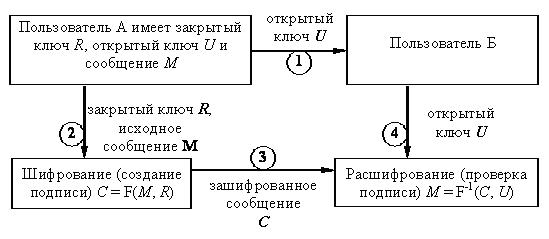 Пользователь А имеет закрытый
ключ R, открытый ключ U и
сообщение M
открытый
ключ U
1
Пользователь Б
2
закрытый ключ R,
исходное
сообщение M
4
открытый
ключ U
Шифрование (создание
подписи) C = F(M, R)
3
зашифрованное
сообщение
C
Расшифрование (проверка
подписи) M = F⁻¹(C, U)